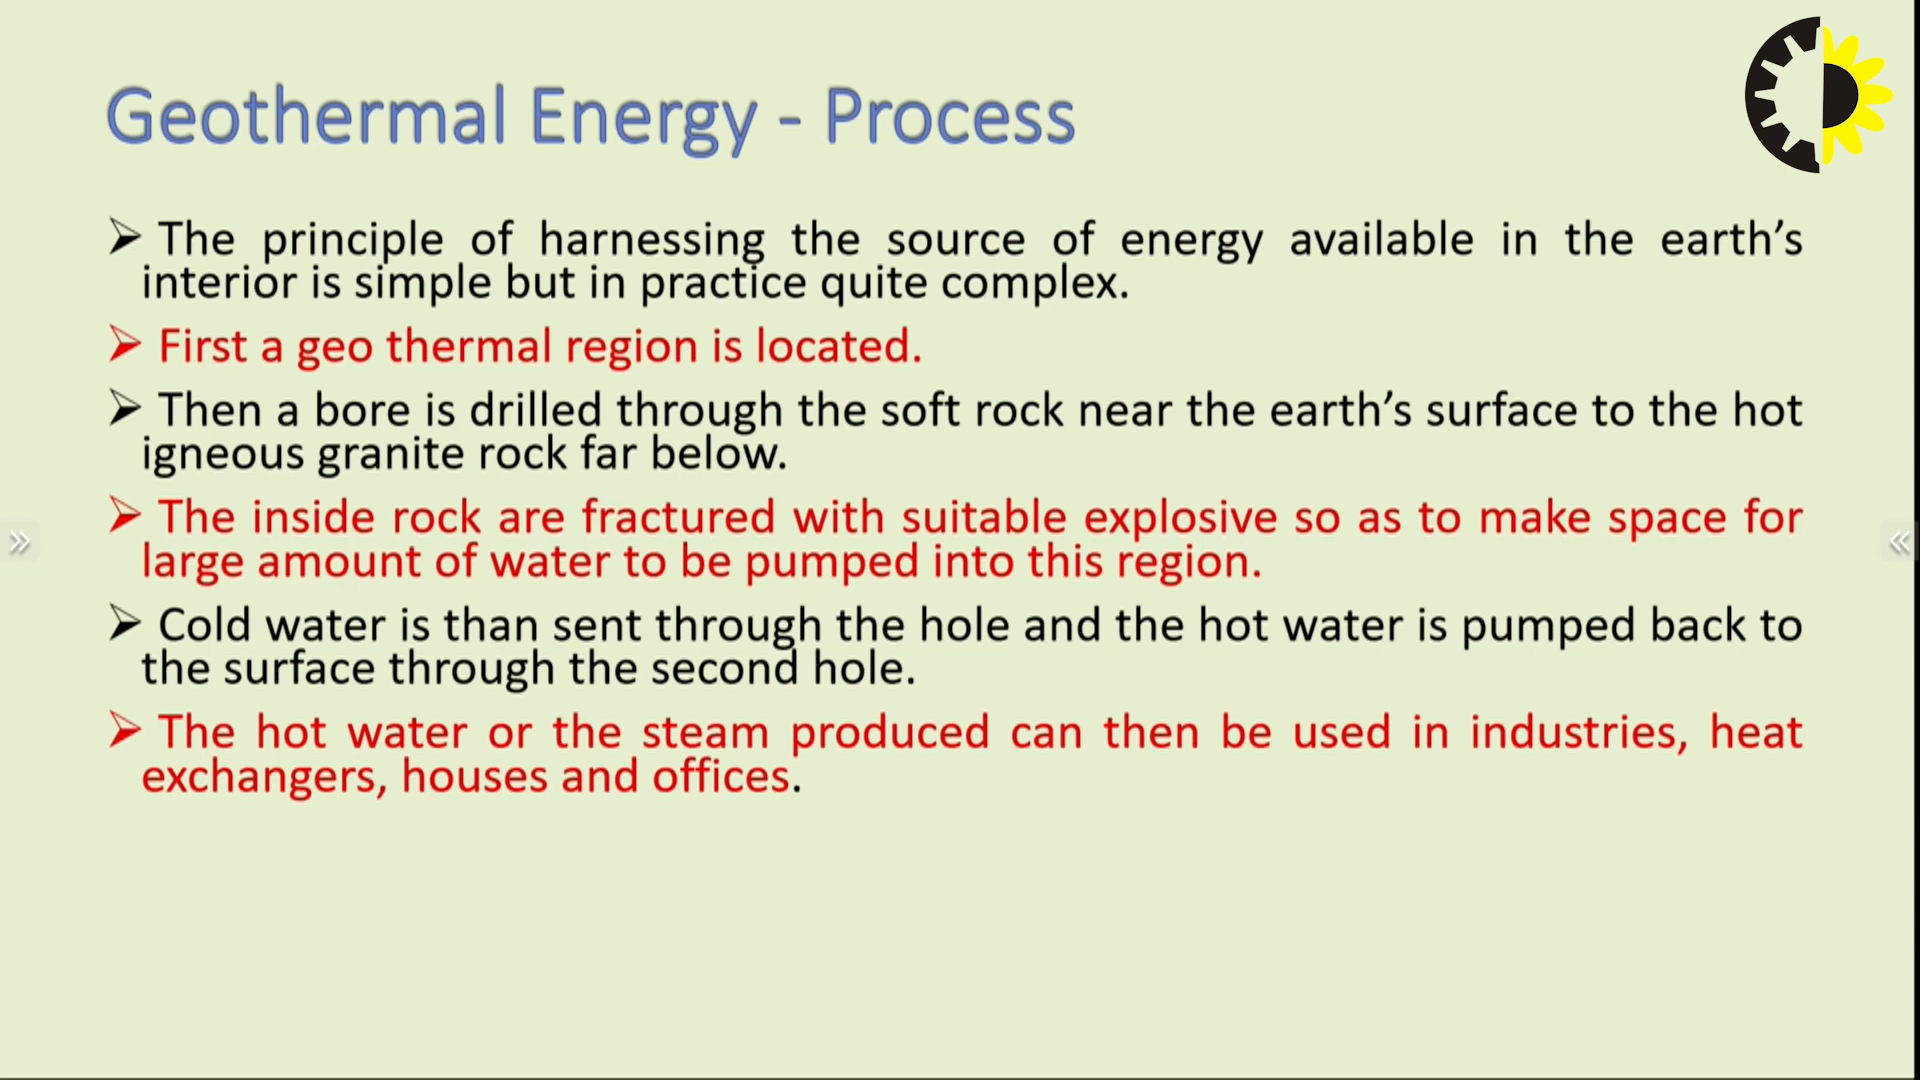 Geothermal Energy - Process
➢ The principle of harnessing the source of energy available in the earth’s
interior is simple but in practice quite complex.
➢ First a geo thermal region is located.
➢ Then a bore is drilled through the soft rock near the earth’s surface to the hot
igneous granite rock far below.
➢ The inside rock are fractured with suitable explosive so as to make space for
large amount of water to be pumped into this region.
➢ Cold water is than sent through the hole and the hot water is pumped back to
the surface through the second hole.
➢ The hot water or the steam produced can then be used in industries, heat
exchangers, houses and offices.